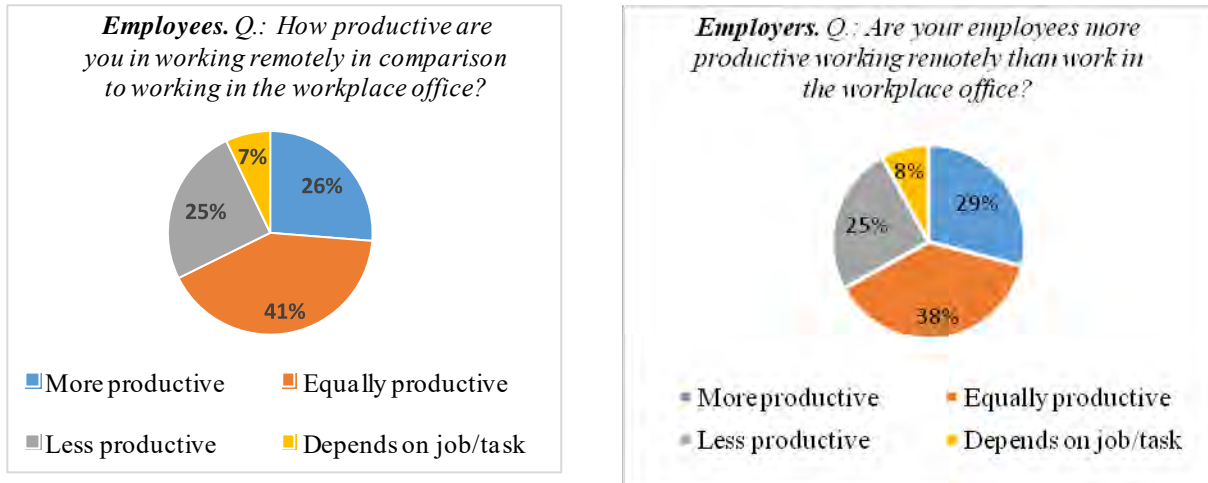 Employees. Q.: How productive are
you in working remotely in comparison
to working in the workplace office?
7%
26%
25%
41%
More productive
Equally productive
Less productive
Depends on job/task
Employers. Q.: Are your employees more
productive working remotely than work in
the workplace office?
8%
29%
25%
38%
More productive
Equally productive
Less productive
Depends on job/task